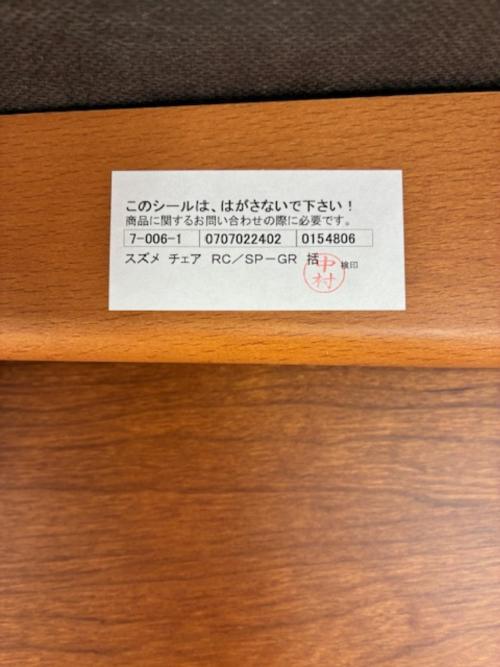 このシールは、はがさないで下さい!
商品に関するお問い合わせの際に必要です。
7-006-1 0707022402 0154806
スズメ チェア RC/SP-GR 括 検印
中村